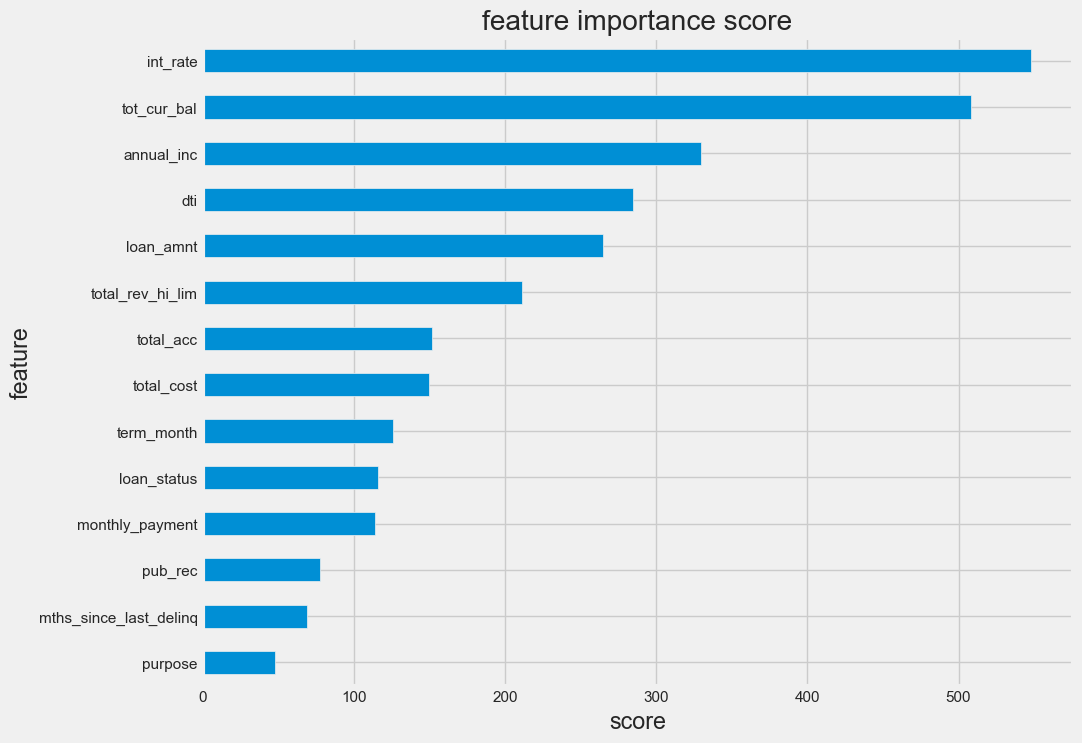 feature importance score
feature
int_rate
tot_cur_bal
annual_inc
dti
loan_amnt
total_rev_hi_lim
total_acc
total_cost
term_month
loan_status
monthly_payment
pub_rec
mths_since_last_delinq
purpose
0 100 200 300 400 500
score